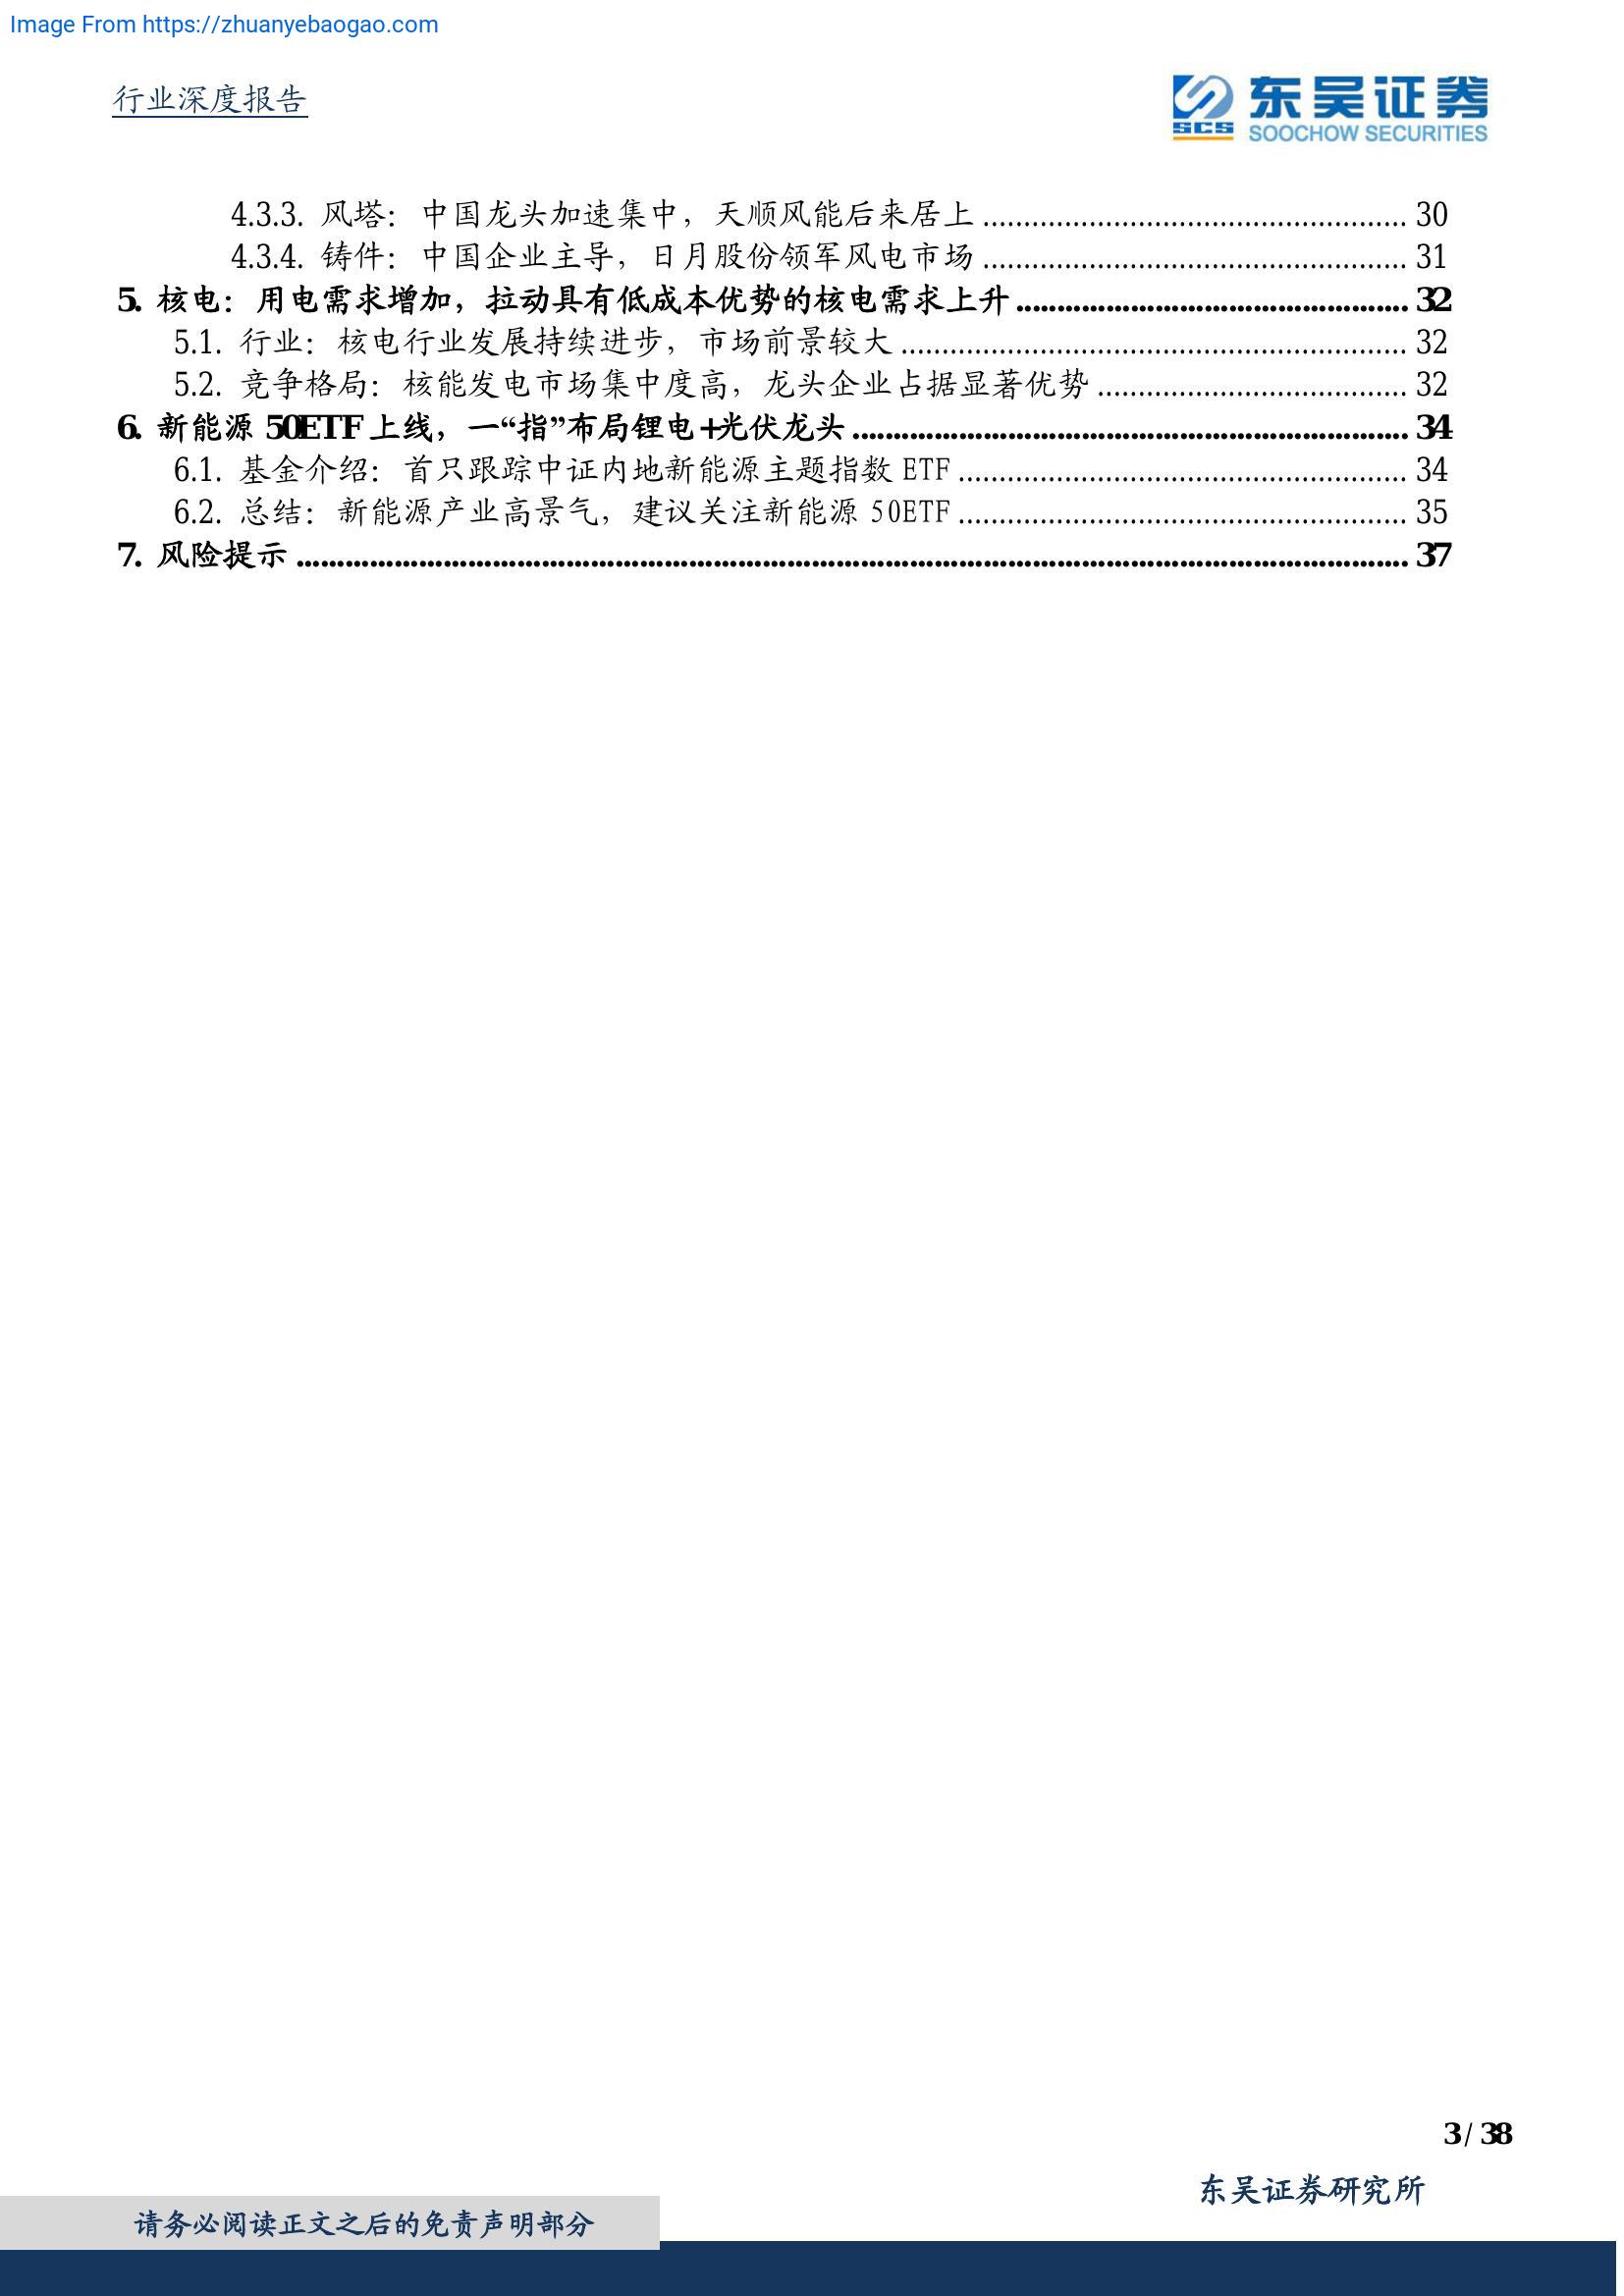 Image From https://zhuanyebaogao.com
行业深度报告
东吴证券
SCS
SOOCHOW SECURITIES
4.3.3. 风塔：中国龙头加速集中，天顺风能后来居上 ........ 30
4.3.4. 铸件：中国企业主导，日月股份领军风电市场 ........ 31
5. 核电：用电需求增加，拉动具有低成本优势的核电需求上升 ........ 32
5.1. 行业：核电行业发展持续进步，市场前景较大 ........ 32
5.2. 竞争格局：核能发电市场集中度高，龙头企业占据显著优势 ........ 32
6. 新能源 50ETF 上线，一“指”布局锂电+光伏龙头 ........ 34
6.1. 基金介绍：首只跟踪中证内地新能源主题指数 ETF ........ 34
6.2. 总结：新能源产业高景气，建议关注新能源 50ETF ........ 35
7. 风险提示 ........ 37
3 / 38
东吴证券研究所
请务必阅读正文之后的免责声明部分